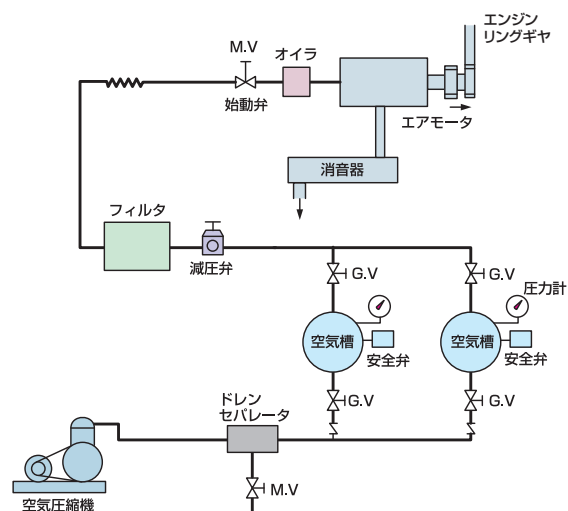 エンジン
リングギヤ
M.V
オイラ
始動弁
エアモータ
消音器
フィルタ
減圧弁
G.V
G.V
圧力計
空気槽
空気槽
安全弁
安全弁
G.V
G.V
ドレン
セパレータ
M.V
空気圧縮機